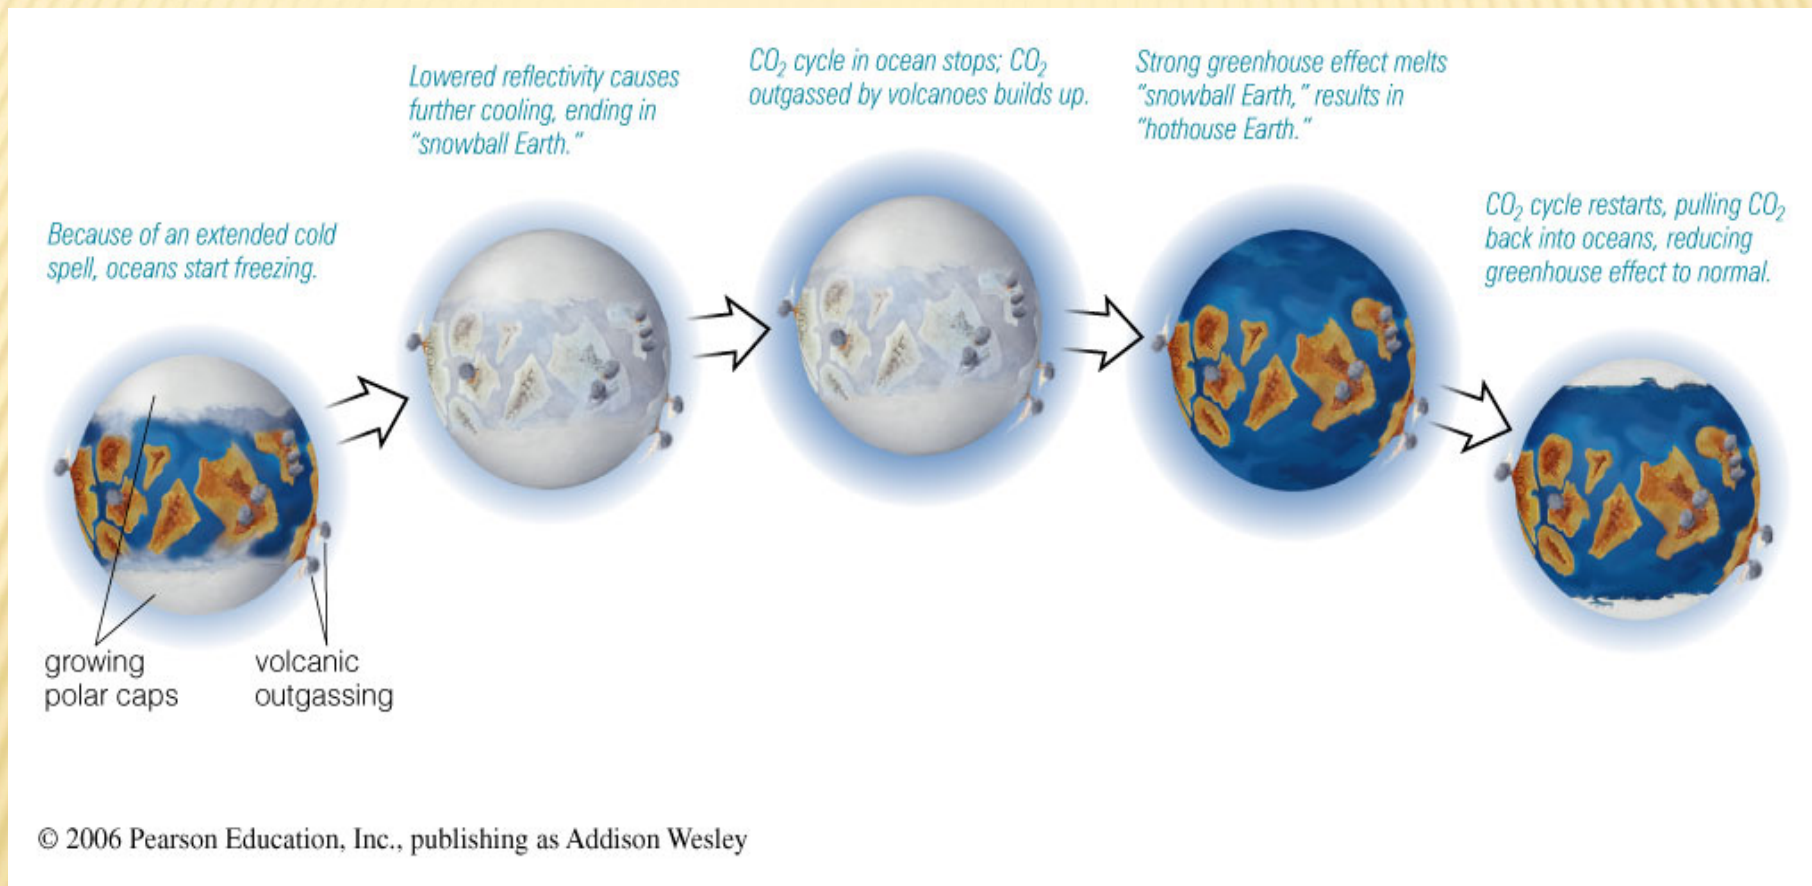 Because of an extended cold
spell, oceans start freezing.
Lowered reflectivity causes
further cooling, ending in
“snowball Earth.”
CO₂ cycle in ocean stops; CO₂
outgassed by volcanoes builds up.
Strong greenhouse effect melts
“snowball Earth,” results in
“hothouse Earth.”
CO₂ cycle restarts, pulling CO₂
back into oceans, reducing
greenhouse effect to normal.
growing
polar caps
volcanic
outgassing
© 2006 Pearson Education, Inc., publishing as Addison Wesley